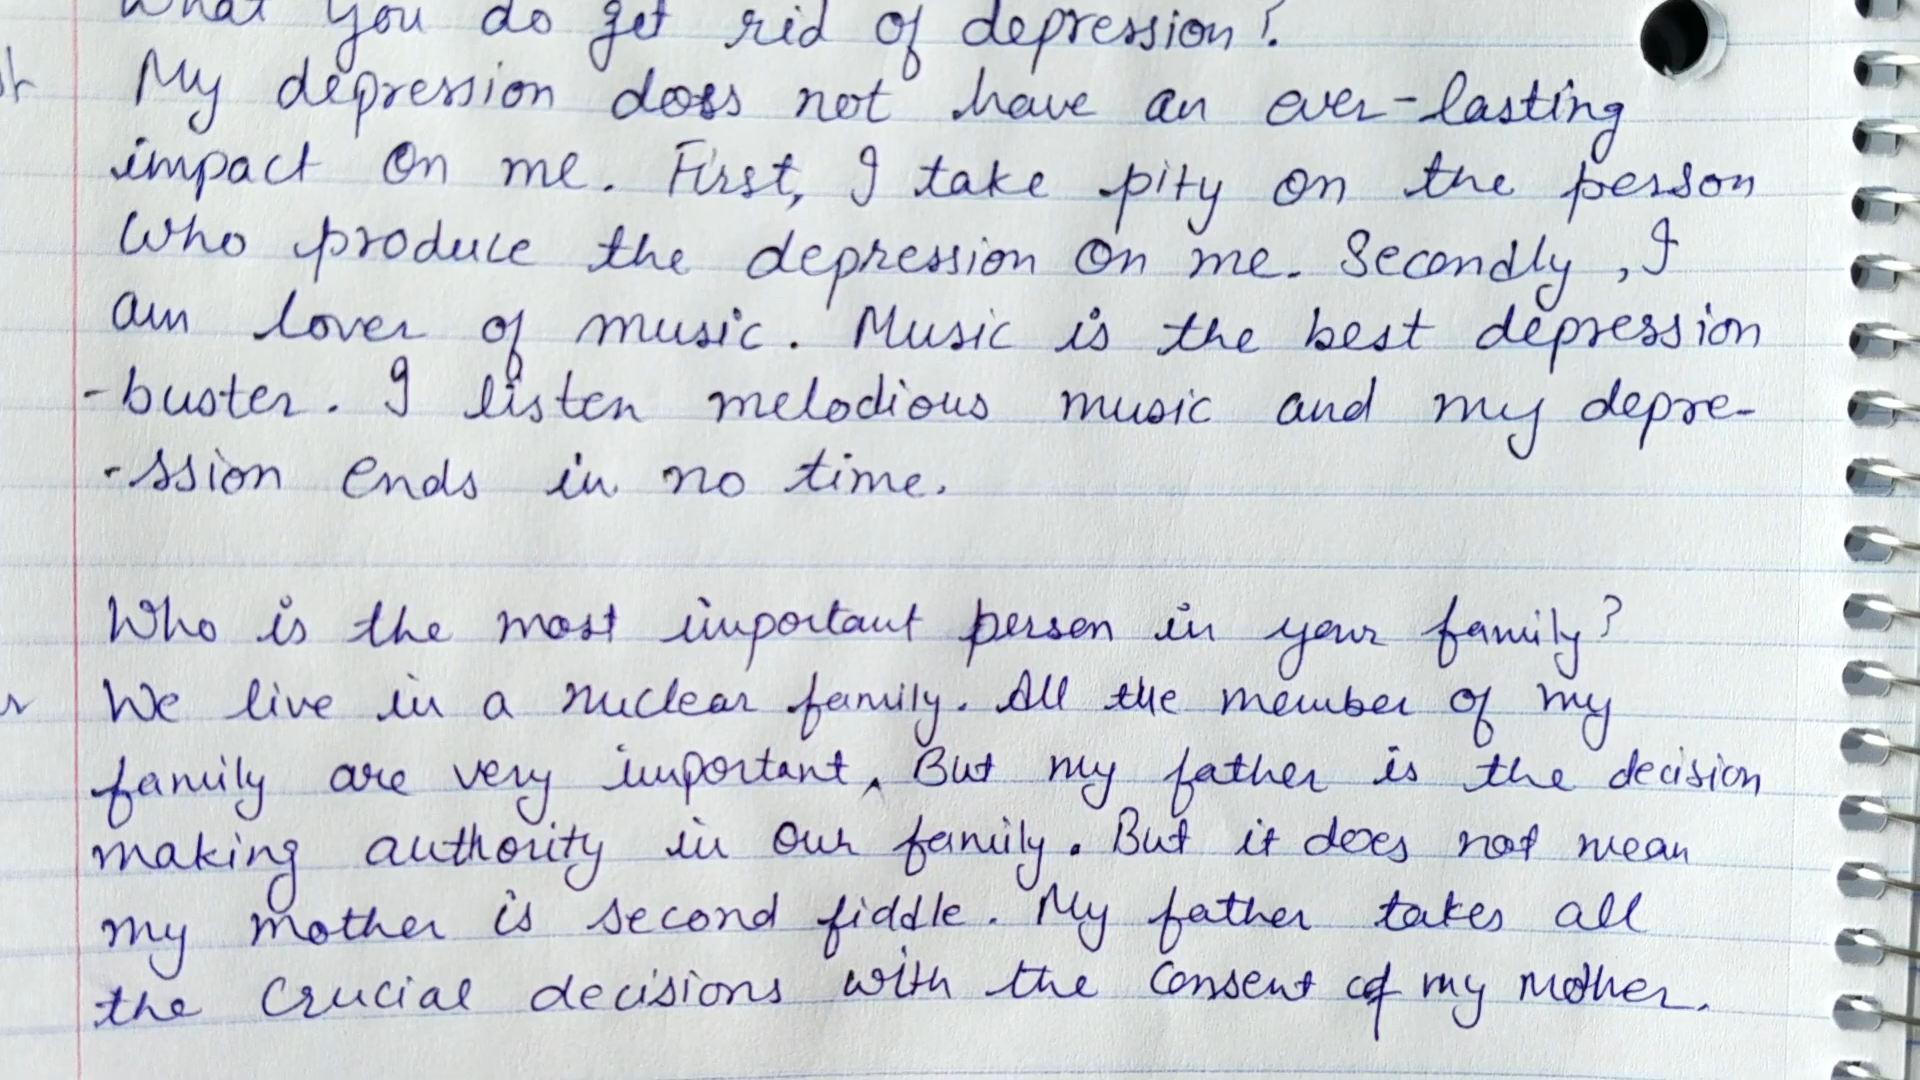 What you do get rid of depression?
My depression does not have an ever-lasting
impact on me. First, I take pity on the person
who produce the depression on me. Secondly, I
am lover of music. Music is the best depression
-buster. I listen melodious music and my depre-
-ssion ends in no time.
Who is the most important person in your family?
We live in a nuclear family. All the member of my
family are very important. But my father is the decision
making authority in our family. But it does not mean
my mother is second fiddle. My father takes all
the crucial decisions with the consent of my mother.